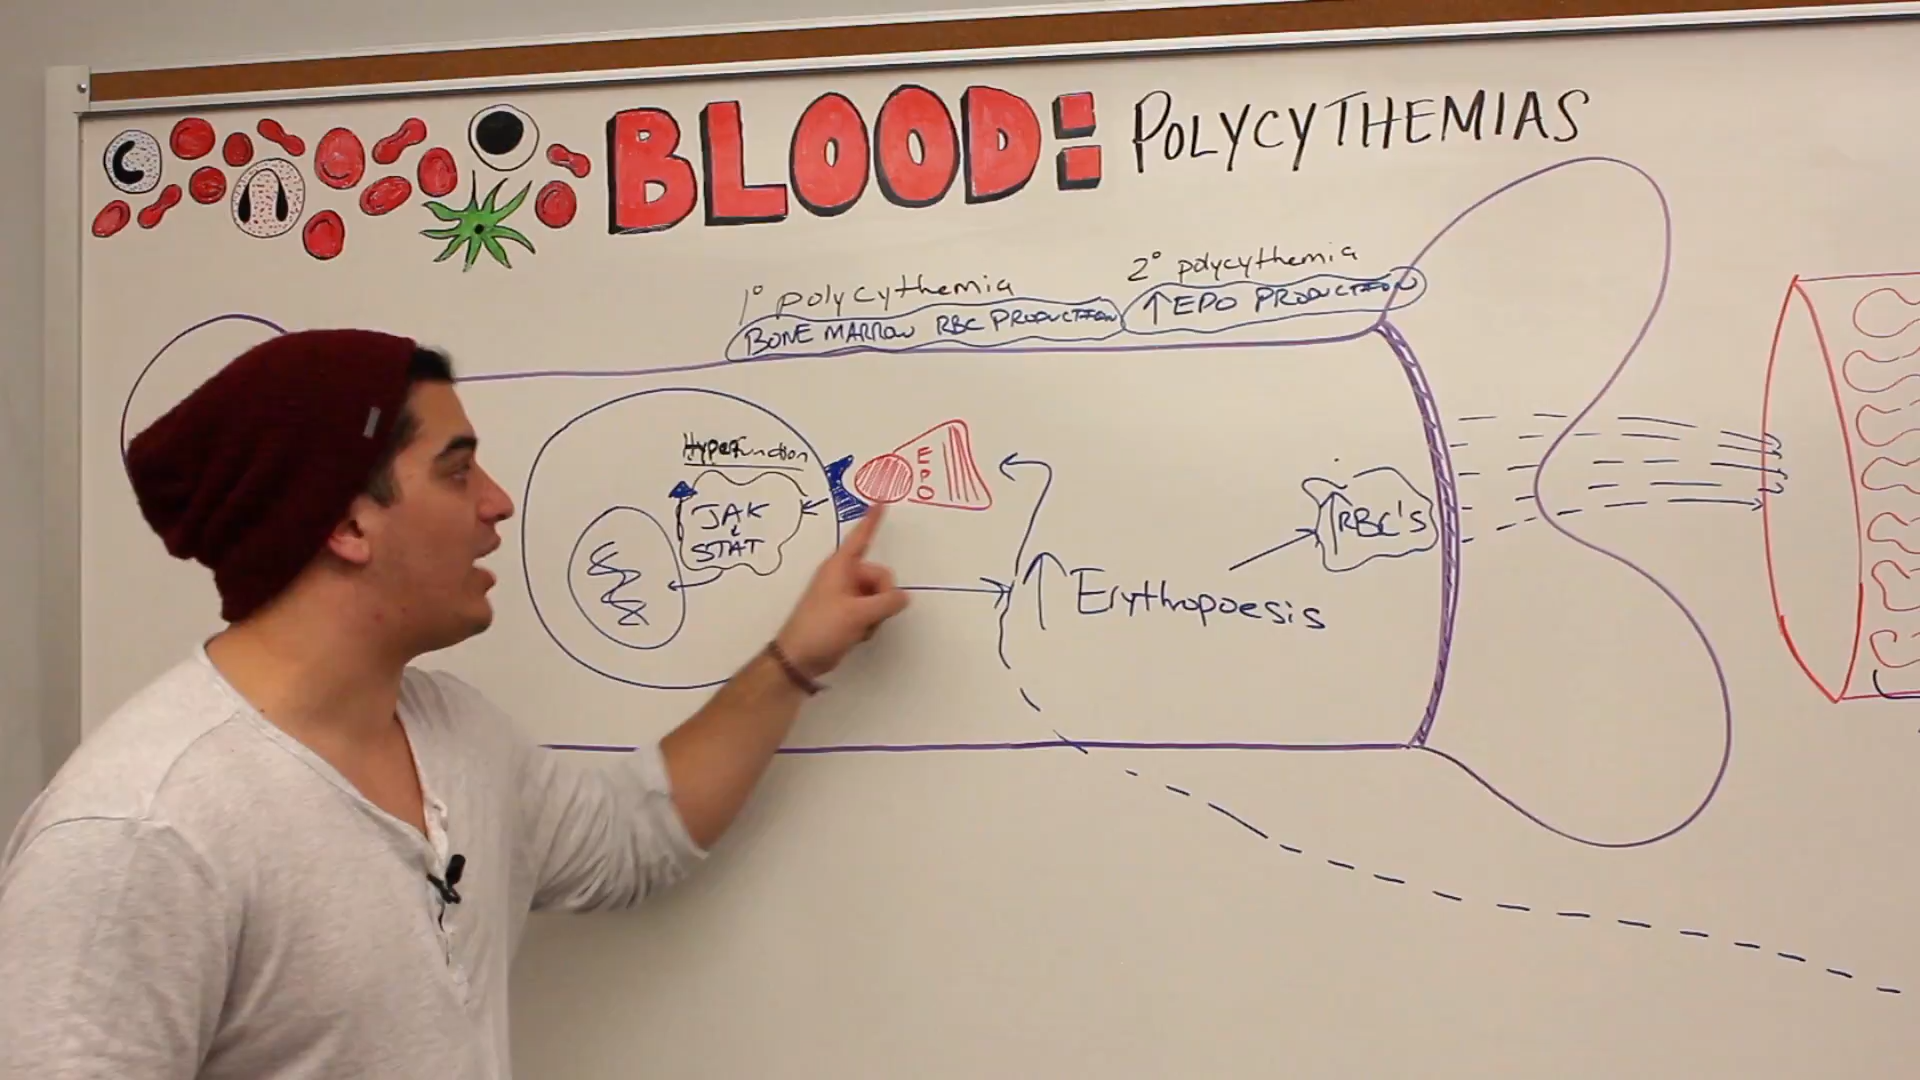 BLOOD: POLYCYTHEMIAS
1° polycythemia
BONE MARROW RBC PRODUCTION
2° polycythemia
↑ EPO PRODUCTION
Hyperfunction
JAK
&
STAT
EPO
↑ Erythropoesis
↑RBC's